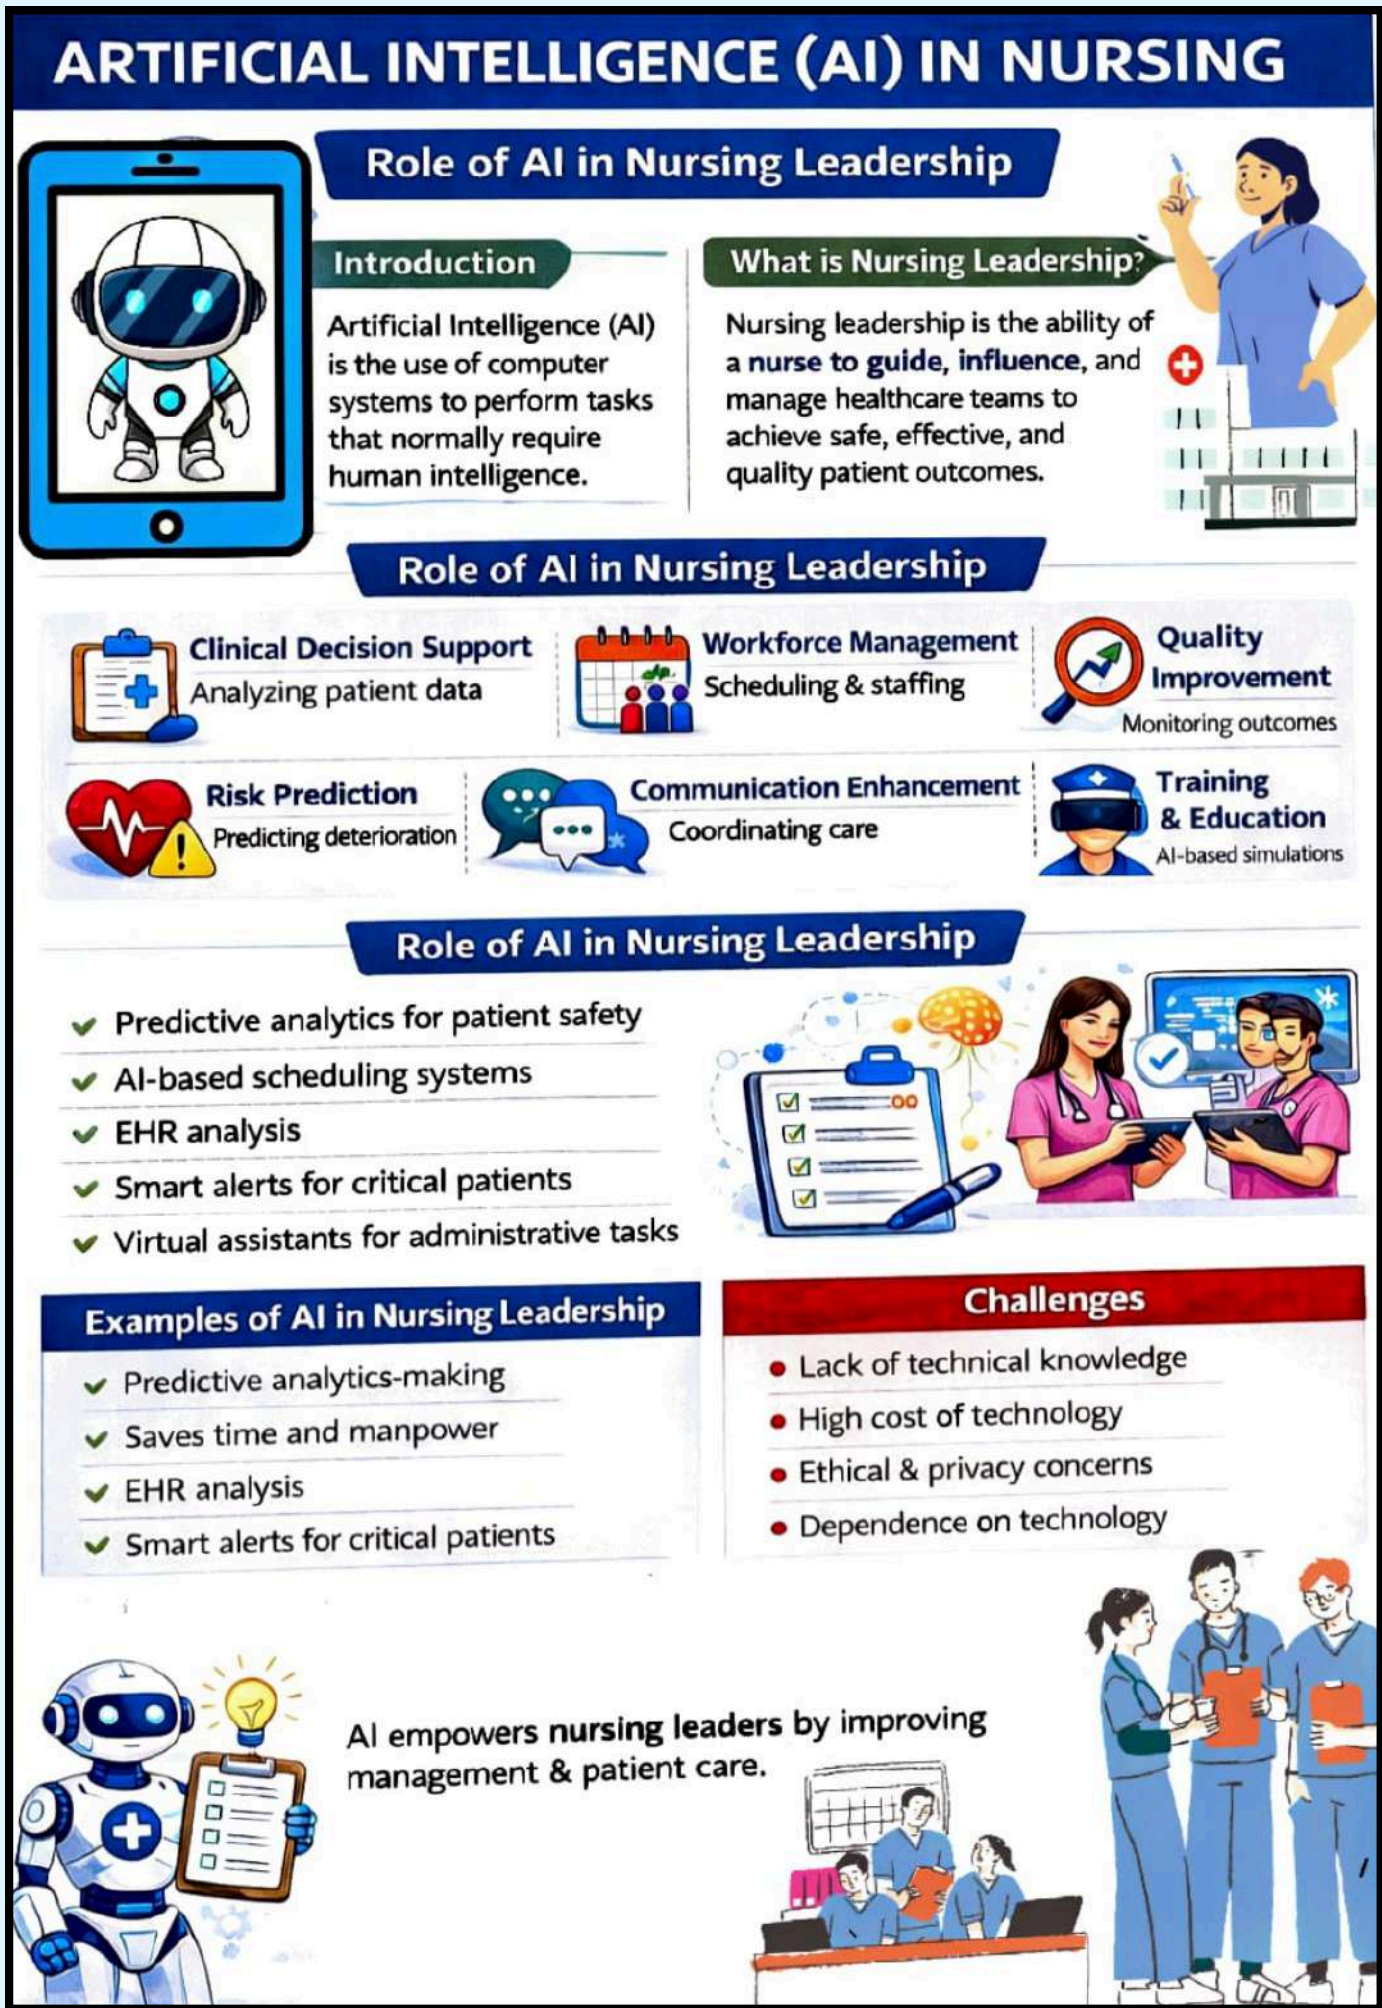 ARTIFICIAL INTELLIGENCE (AI) IN NURSING
Role of AI in Nursing Leadership
Introduction
Artificial Intelligence (AI)
is the use of computer
systems to perform tasks
that normally require
human intelligence.
What is Nursing Leadership?
Nursing leadership is the ability of
a nurse to guide, influence, and
manage healthcare teams to
achieve safe, effective, and
quality patient outcomes.
Role of AI in Nursing Leadership
Clinical Decision Support
Analyzing patient data
Workforce Management
Scheduling & staffing
Quality
Improvement
Monitoring outcomes
Risk Prediction
Predicting deterioration
Communication Enhancement
Coordinating care
Training
& Education
AI-based simulations
Role of AI in Nursing Leadership
Predictive analytics for patient safety
AI-based scheduling systems
EHR analysis
Smart alerts for critical patients
Virtual assistants for administrative tasks
Examples of AI in Nursing Leadership
Predictive analytics-making
Saves time and manpower
EHR analysis
Smart alerts for critical patients
Challenges
Lack of technical knowledge
High cost of technology
Ethical & privacy concerns
Dependence on technology
AI empowers nursing leaders by improving
management & patient care.